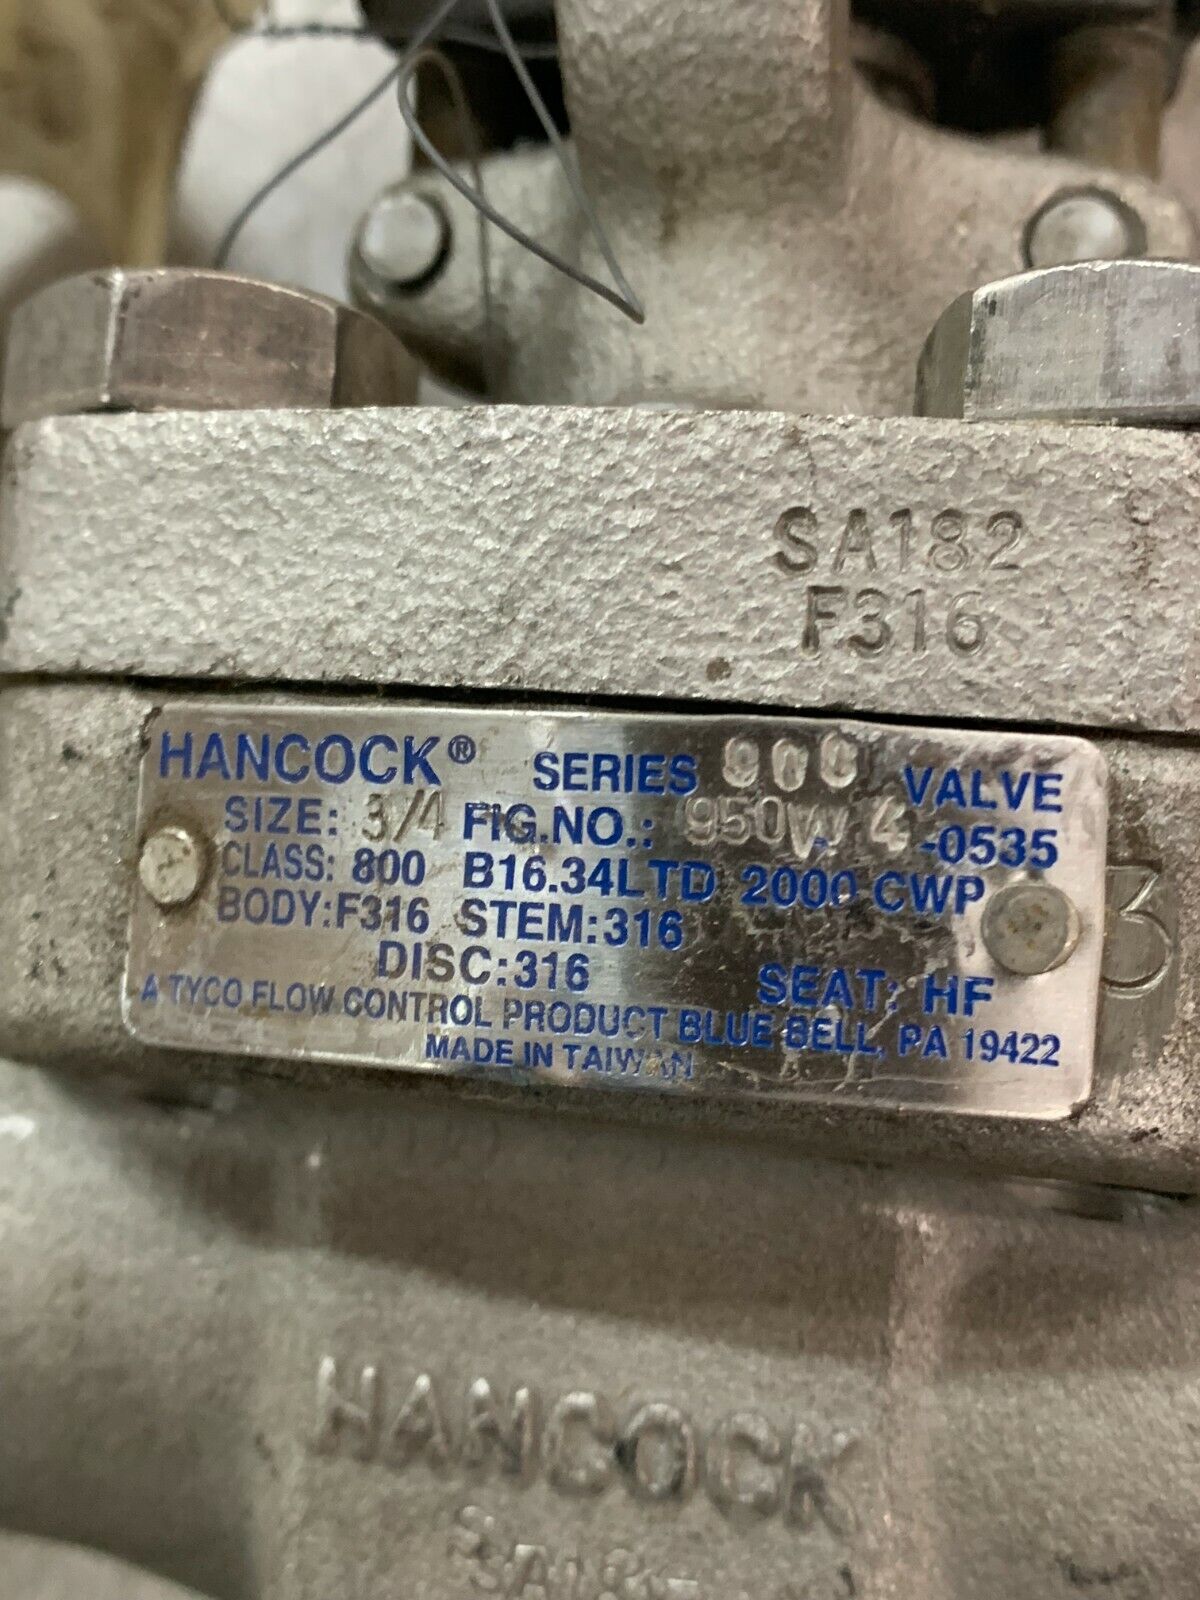 SA182
F316
HANCOCK® SERIES 900 VALVE
SIZE: 3/4 FIG.NO.: 950W 4 -0535
CLASS: 800 B16.34LTD 2000 CWP
BODY:F316 STEM:316
DISC:316 SEAT: HF
A TYCO FLOW CONTROL PRODUCT BLUE BELL, PA 19422
MADE IN TAIWAN
3
HANCOCK